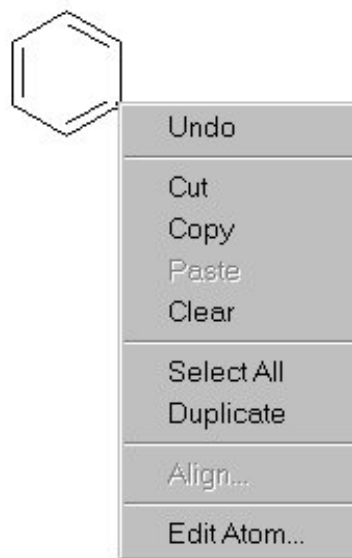 Undo
Cut
Copy
Paste
Clear
Select All
Duplicate
Align...
Edit Atom...